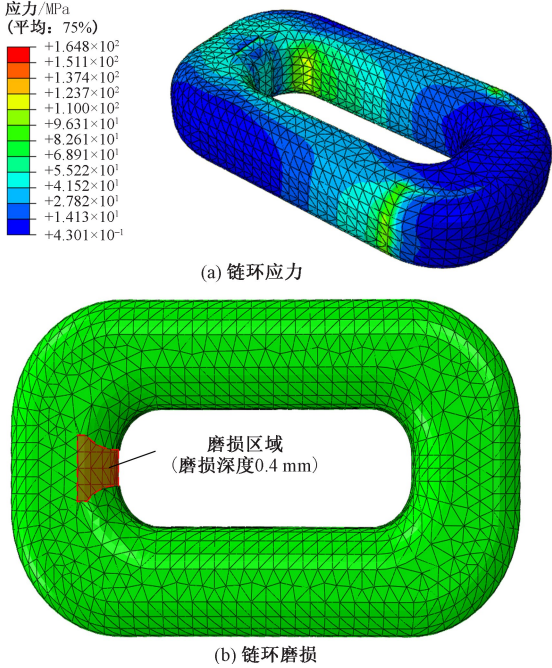 应力/MPa
(平均：75%)
+1.648×10²
+1.511×10²
+1.374×10²
+1.237×10²
+1.100×10²
+9.631×10¹
+8.261×10¹
+6.891×10¹
+5.522×10¹
+4.152×10¹
+2.782×10¹
+1.413×10¹
+4.301×10⁻¹
(a) 链环应力
磨损区域
(磨损深度0.4 mm)
(b) 链环磨损